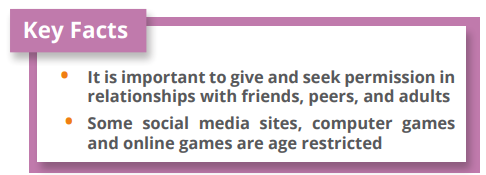 Key Facts
• It is important to give and seek permission in
relationships with friends, peers, and adults
• Some social media sites, computer games
and online games are age restricted